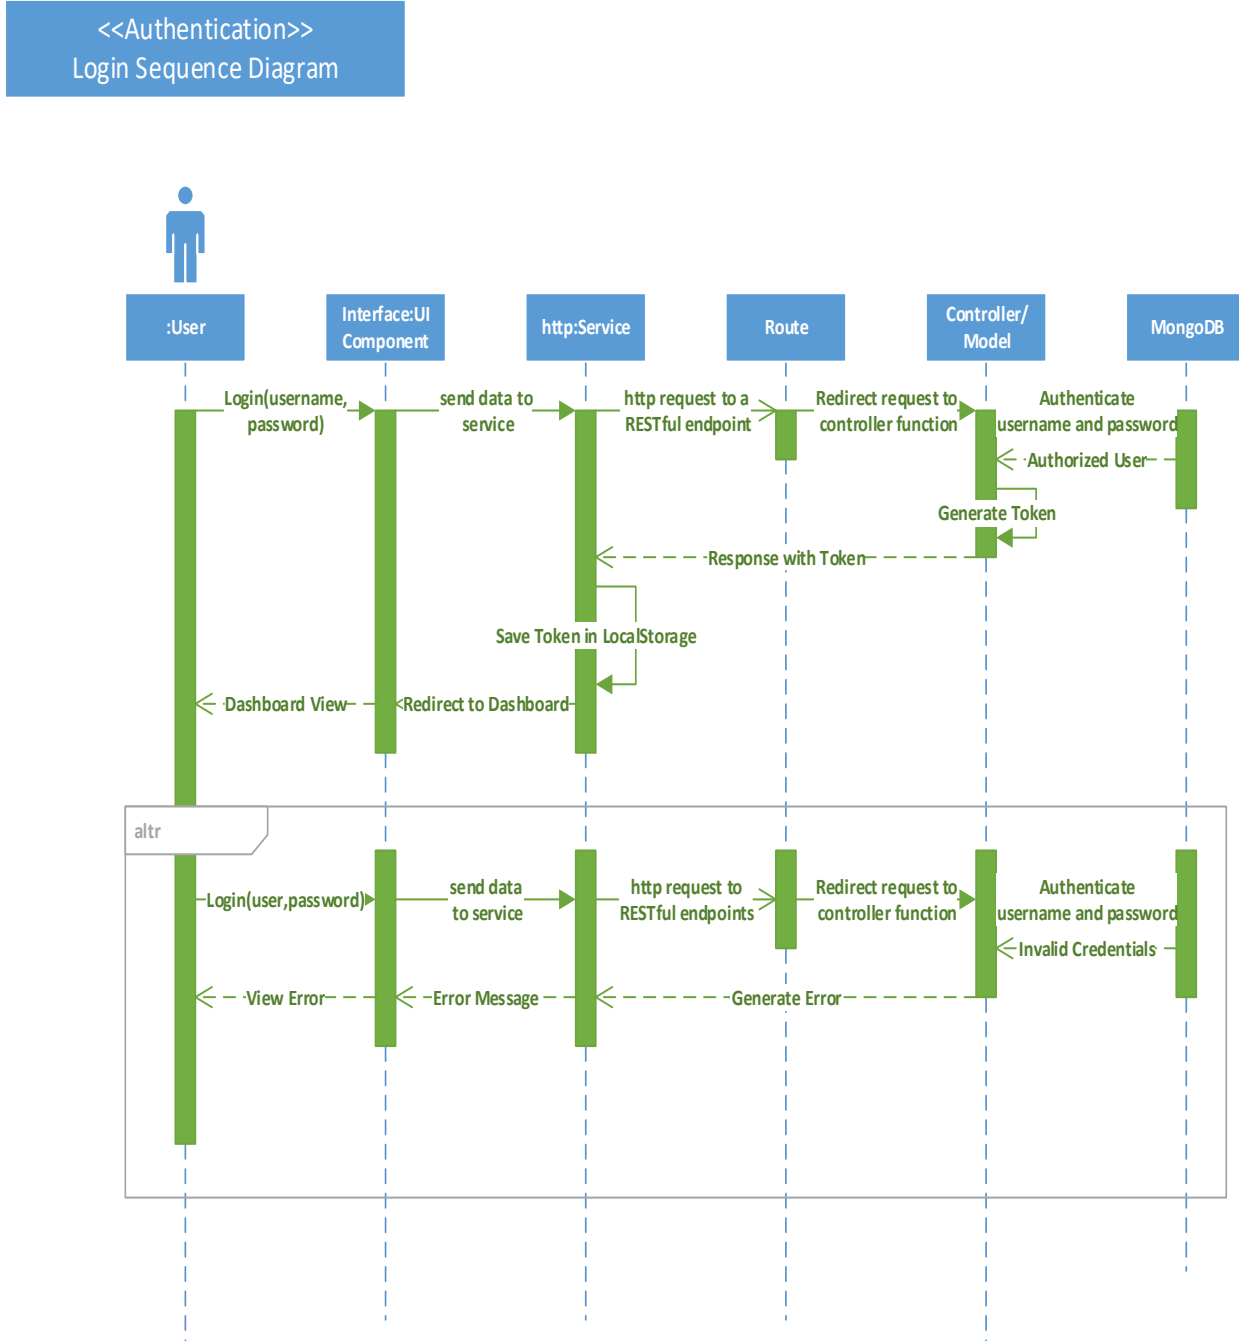 <<Authentication>>
Login Sequence Diagram
:User
Interface:UI
Component
http:Service
Route
Controller/
Model
MongoDB
Login(username,
password)
send data to
service
http request to a
RESTful endpoint
Redirect request to
controller function
Authenticate
username and password
Authorized User
Generate Token
Response with Token
Save Token in LocalStorage
Dashboard View
Redirect to Dashboard
altr
Login(user,password)
send data
to service
http request to
RESTful endpoints
Redirect request to
controller function
Authenticate
username and password
Invalid Credentials
View Error
Error Message
Generate Error